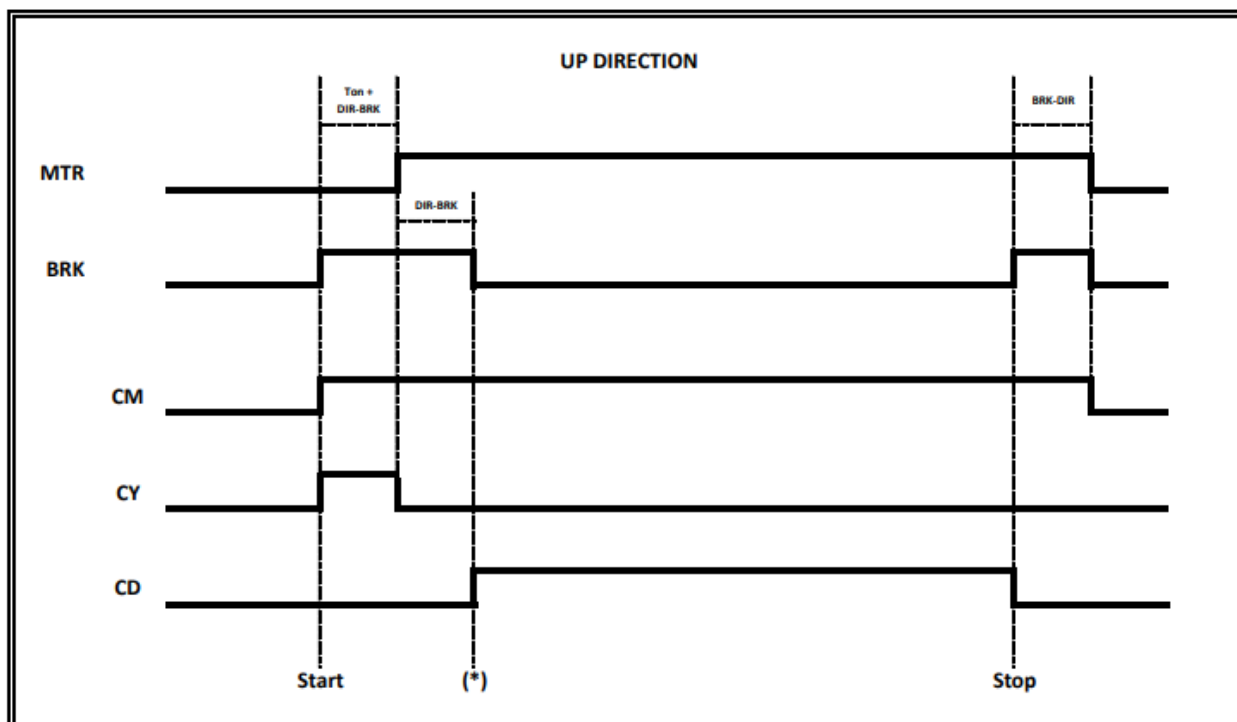 UP DIRECTION
Ton +
DIR-BRK
BRK-DIR
MTR
DIR-BRK
BRK
CM
CY
CD
Start
(*)
Stop